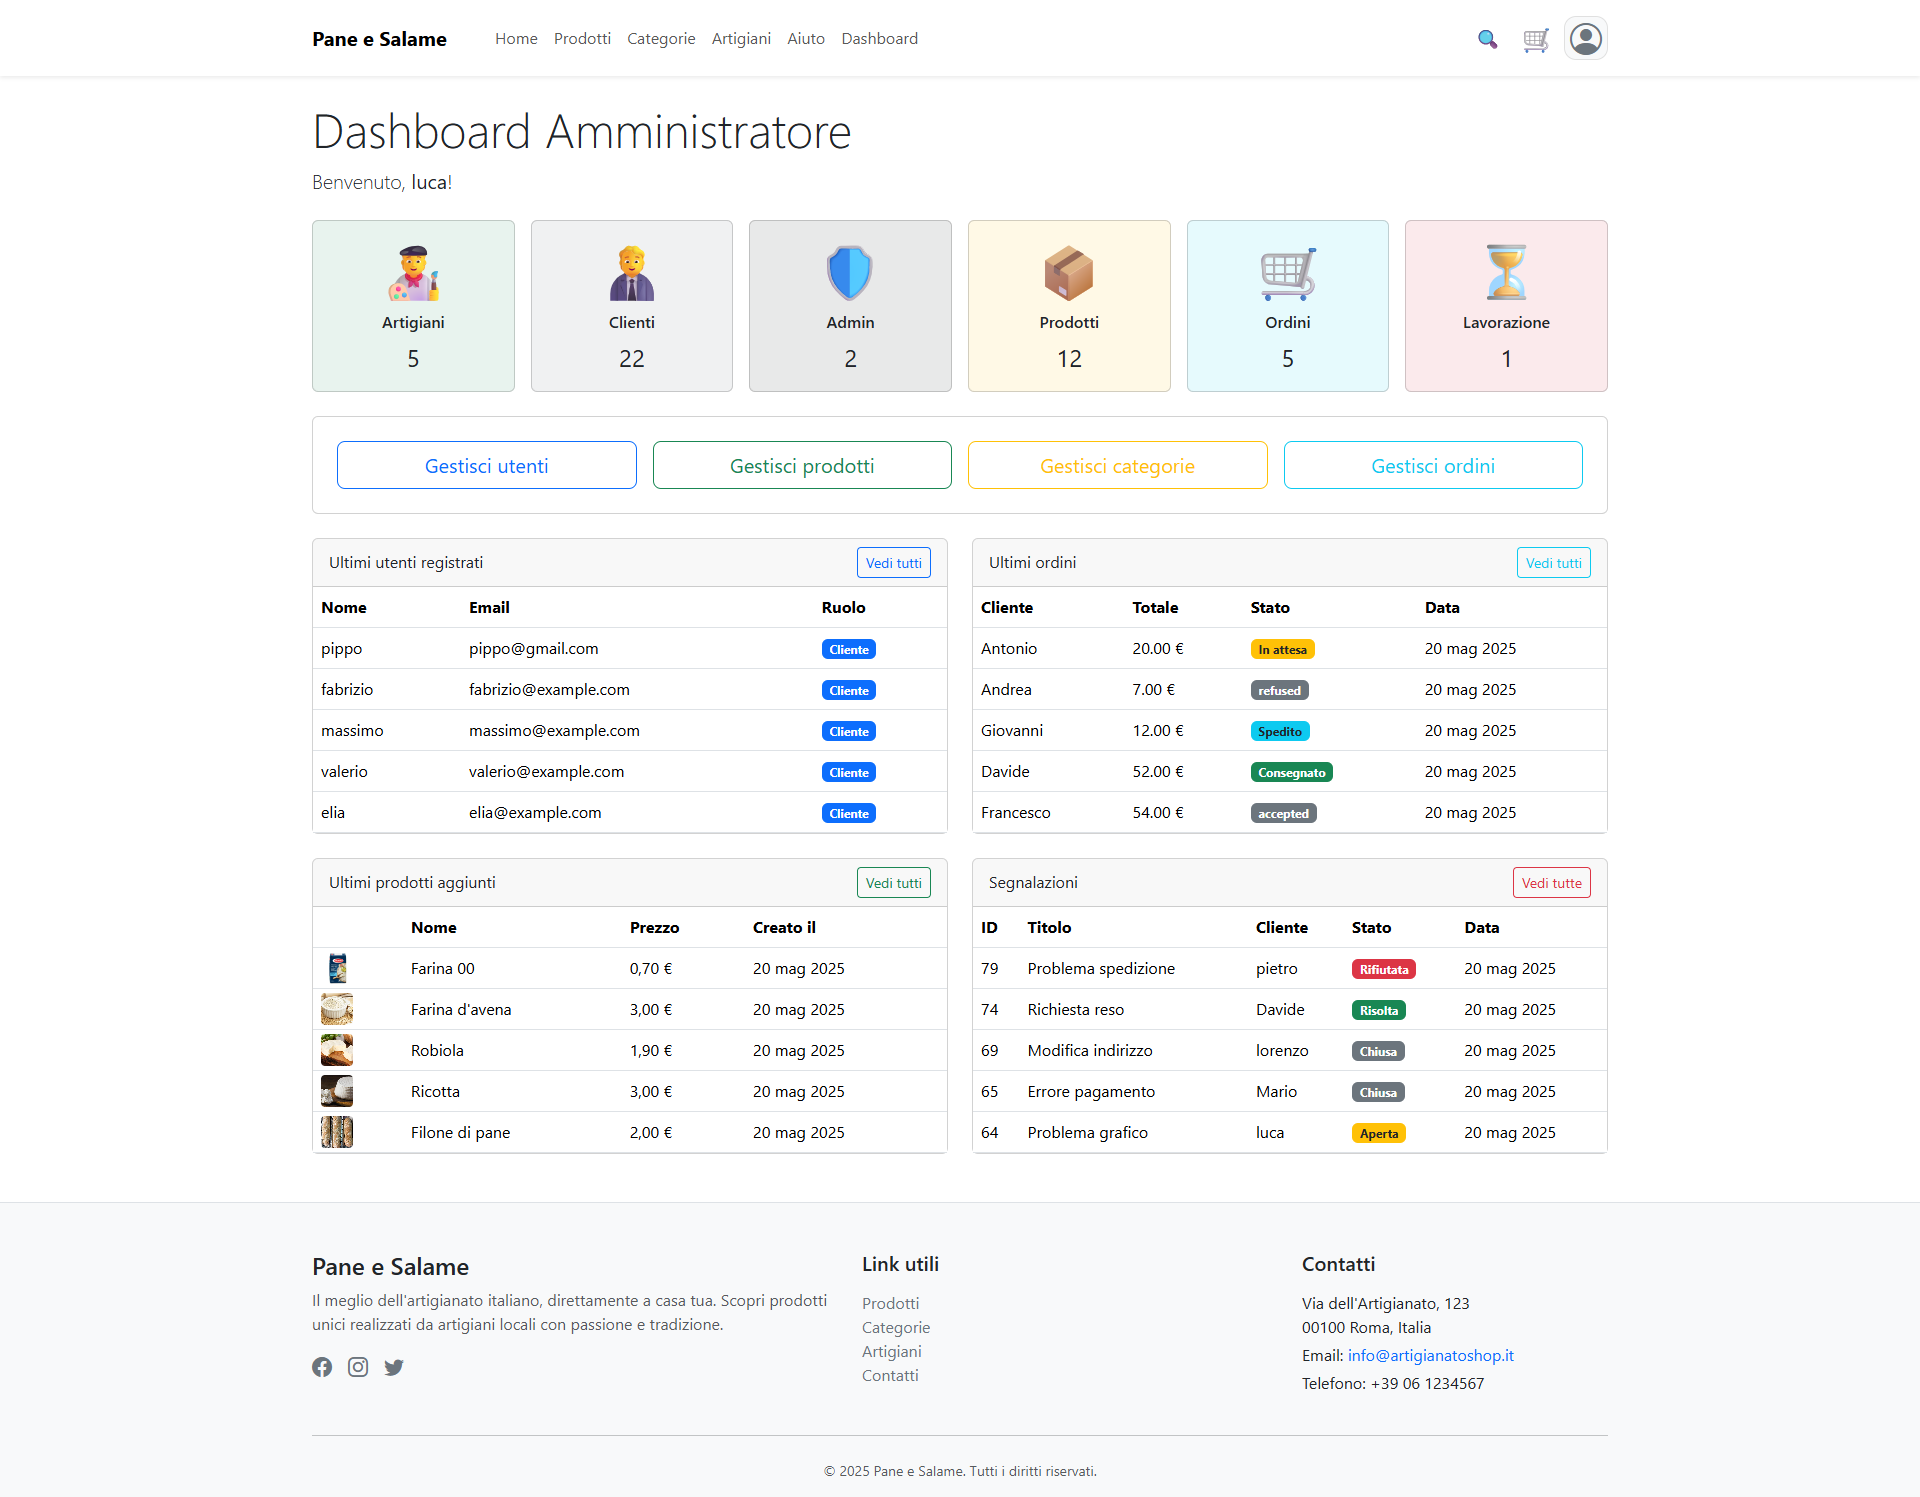 Pane e Salame Home Prodotti Categorie Artigiani Aiuto Dashboard
Dashboard Amministratore
Benvenuto, luca!
Artigiani Clienti Admin Prodotti Ordini Lavorazione
5 22 2 12 5 1
Gestisci utenti Gestisci prodotti Gestisci categorie Gestisci ordini
Ultimi utenti registrati Vedi tutti
Nome Email Ruolo
pippo pippo@gmail.com Cliente
fabrizio fabrizio@example.com Cliente
massimo massimo@example.com Cliente
valerio valerio@example.com Cliente
elia elia@example.com Cliente
Ultimi ordini Vedi tutti
Cliente Totale Stato Data
Antonio 20.00 € In attesa 20 mag 2025
Andrea 7.00 € refused 20 mag 2025
Giovanni 12.00 € Spedito 20 mag 2025
Davide 52.00 € Consegnato 20 mag 2025
Francesco 54.00 € accepted 20 mag 2025
Ultimi prodotti aggiunti Vedi tutti
Nome Prezzo Creato il
Farina 00 0,70 € 20 mag 2025
Farina d'avena 3,00 € 20 mag 2025
Robiola 1,90 € 20 mag 2025
Ricotta 3,00 € 20 mag 2025
Filone di pane 2,00 € 20 mag 2025
Segnalazioni Vedi tutte
ID Titolo Cliente Stato Data
79 Problema spedizione pietro Rifiutata 20 mag 2025
74 Richiesta reso Davide Risolta 20 mag 2025
69 Modifica indirizzo lorenzo Chiusa 20 mag 2025
65 Errore pagamento Mario Chiusa 20 mag 2025
64 Problema grafico luca Aperta 20 mag 2025
Pane e Salame
Il meglio dell'artigianato italiano, direttamente a casa tua. Scopri prodotti
unici realizzati da artigiani locali con passione e tradizione.
Link utili
Prodotti
Categorie
Artigiani
Contatti
Contatti
Via dell'Artigianato, 123
00100 Roma, Italia
Email: info@artigianatoshop.it
Telefono: +39 06 1234567
© 2025 Pane e Salame. Tutti i diritti riservati.